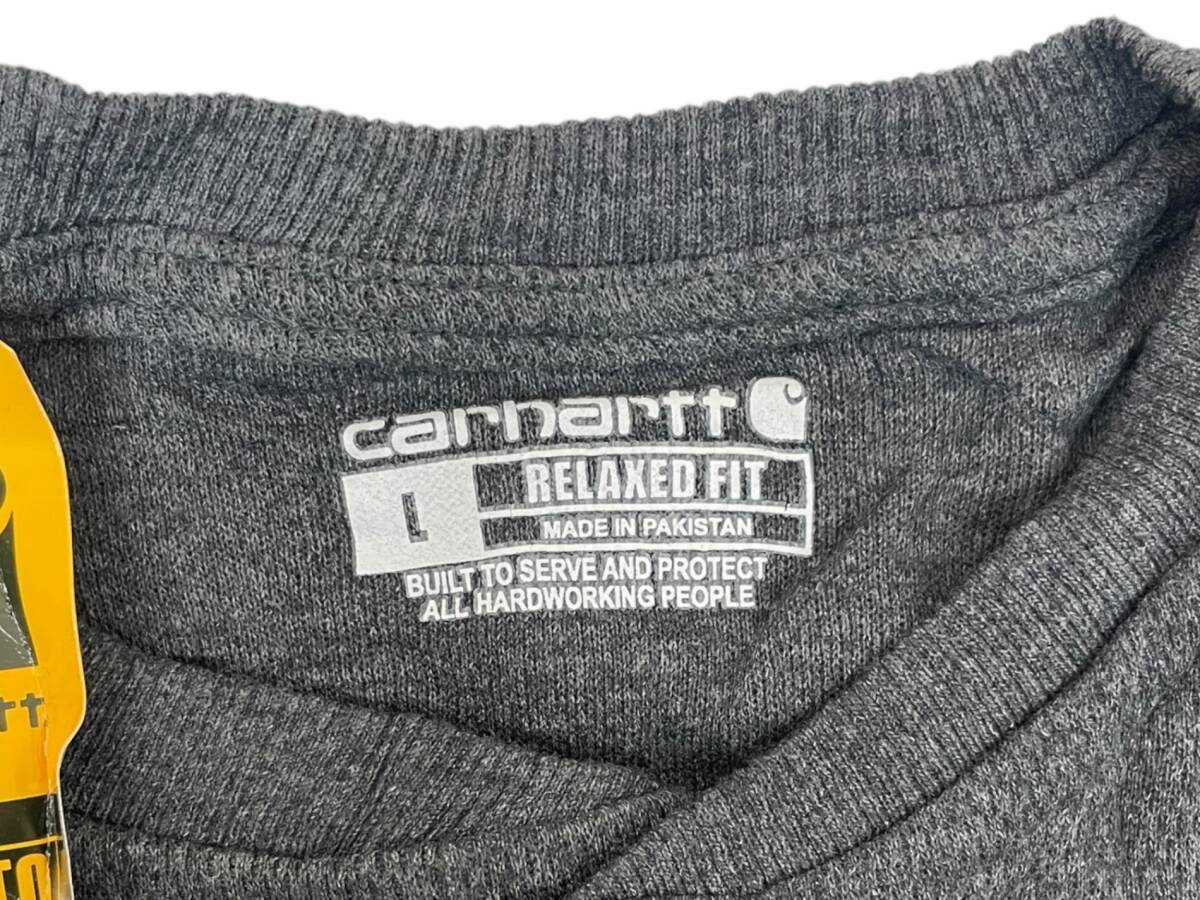 carhartt
L
RELAXED FIT
MADE IN PAKISTAN
BUILT TO SERVE AND PROTECT
ALL HARDWORKING PEOPLE